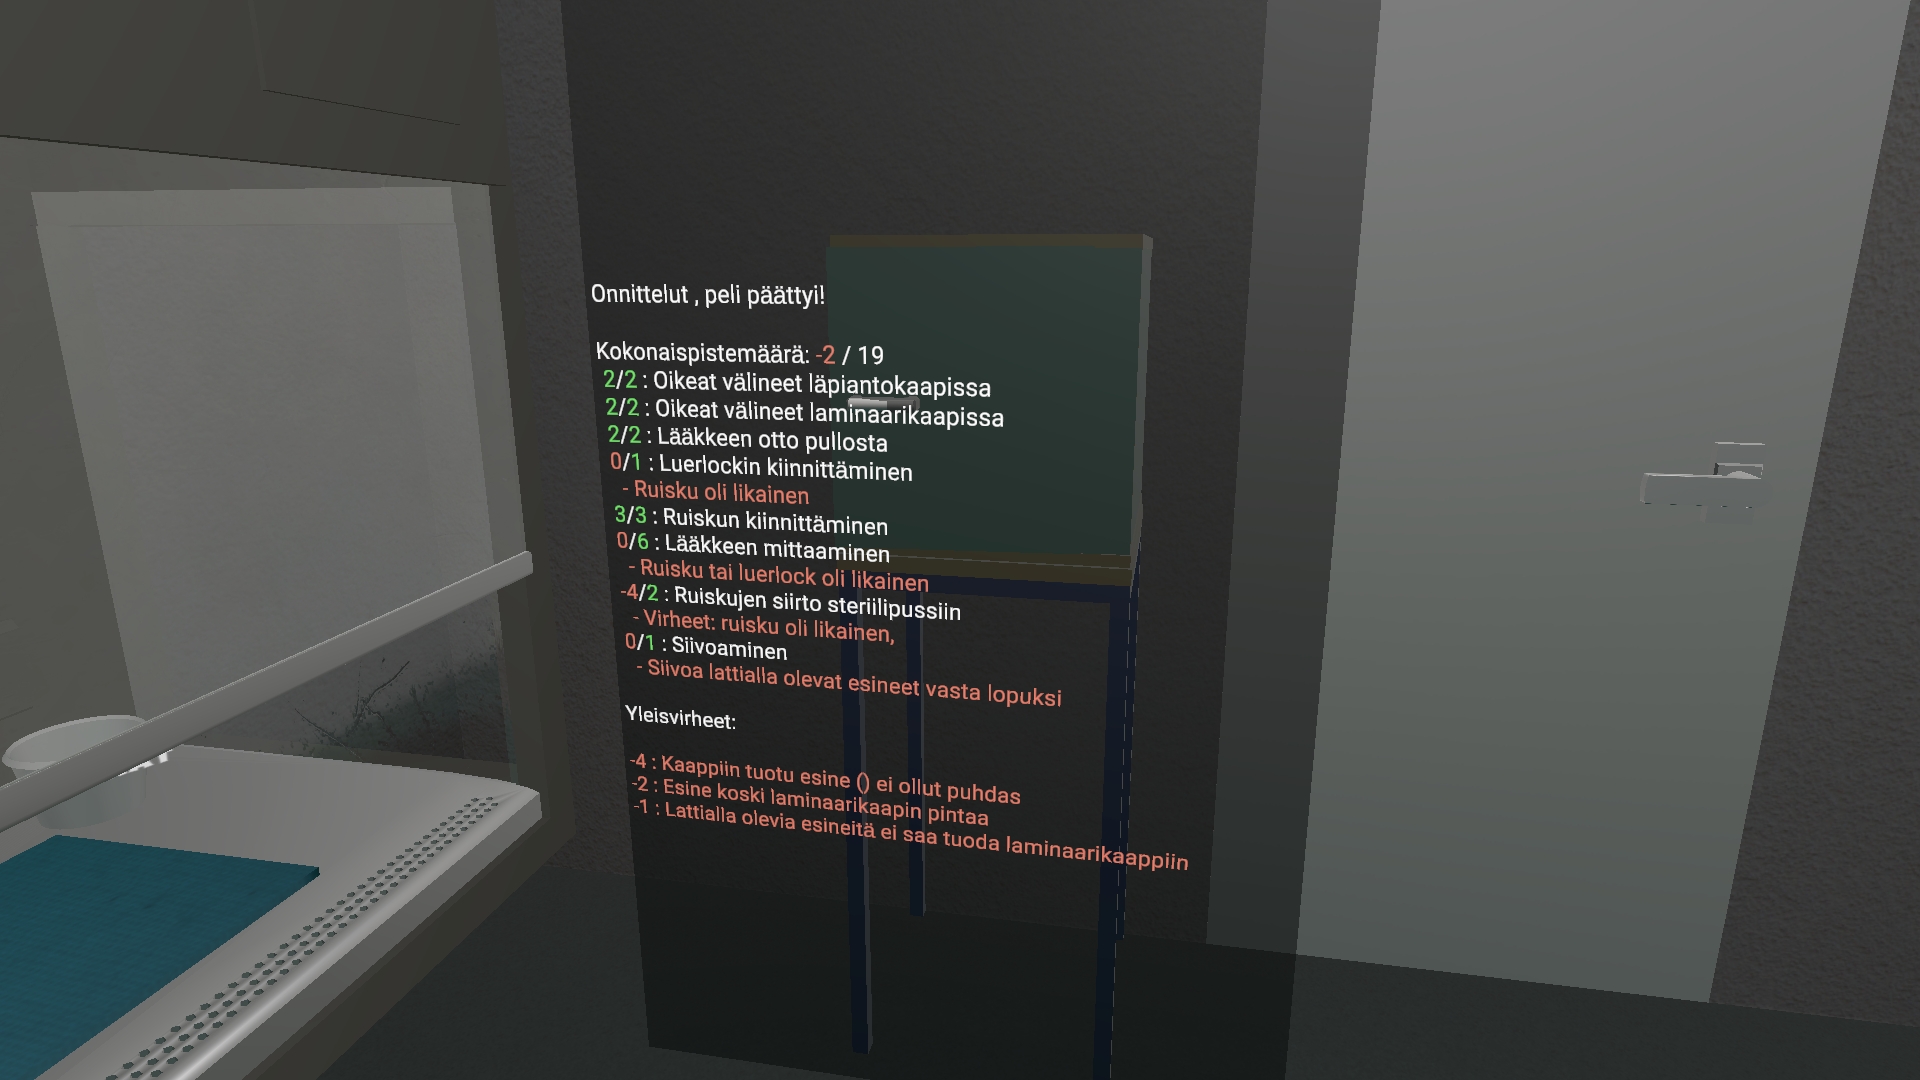 Onnittelut , peli päättyi!
Kokonaispistemäärä: -2 / 19
2/2 : Oikeat välineet läpiantokaapissa
2/2 : Oikeat välineet laminaarikaapissa
2/2 : Lääkkeen otto pullosta
0/1 : Luerlockin kiinnittäminen
- Ruisku oli likainen
3/3 : Ruiskun kiinnittäminen
0/6 : Lääkkeen mittaaminen
- Ruisku tai luerlock oli likainen
-4/2 : Ruiskujen siirto steriilipussiin
- Virheet: ruisku oli likainen,
0/1 : Siivoaminen
- Siivoa lattialla olevat esineet vasta lopuksi
Yleisvirheet:
-4 : Kaappiin tuotu esine () ei ollut puhdas
-2 : Esine koski laminaarikaapin pintaa
-1 : Lattialla olevia esineitä ei saa tuoda laminaarikaappiin